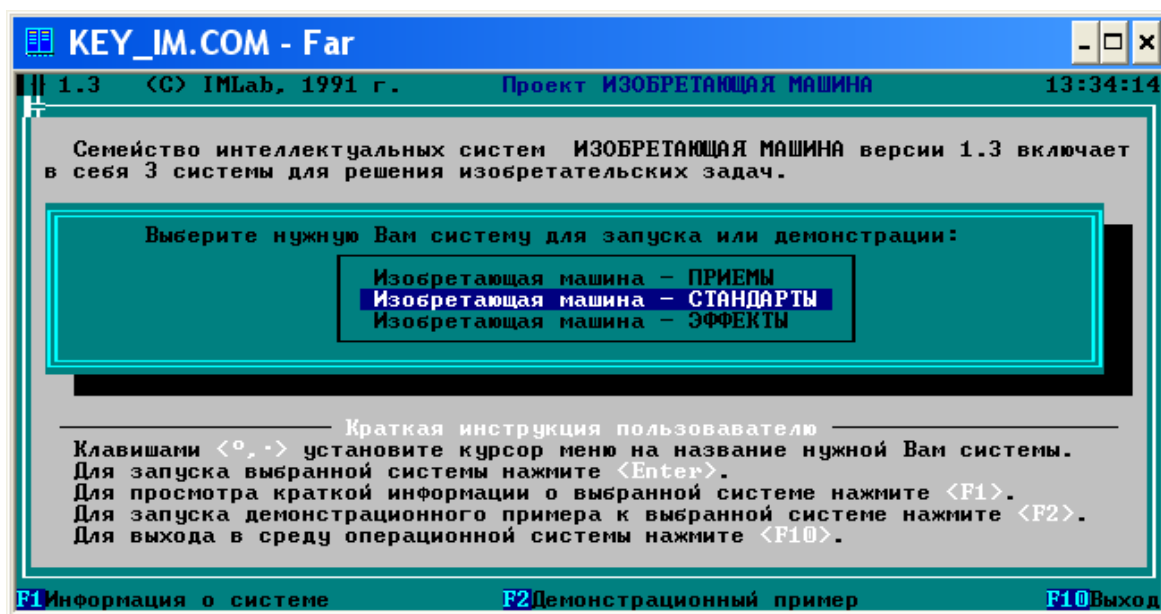 KEY_IM.COM - Far
1.3 (C) IMLab, 1991 г. Проект ИЗОБРЕТАЮЩАЯ МАШИНА 13:34:14
Семейство интеллектуальных систем ИЗОБРЕТАЮЩАЯ МАШИНА версии 1.3 включает
в себя 3 системы для решения изобретательских задач.
Выберите нужную Вам систему для запуска или демонстрации:
Изобретающая машина - ПРИЕМЫ
Изобретающая машина - СТАНДАРТЫ
Изобретающая машина - ЭФФЕКТЫ
Краткая инструкция пользовавателю
Клавишами <º,·> установите курсор меню на название нужной Вам системы.
Для запуска выбранной системы нажмите <Enter>.
Для просмотра краткой информации о выбранной системе нажмите <F1>.
Для запуска демонстрационного примера к выбранной системе нажмите <F2>.
Для выхода в среду операционной системы нажмите <F10>.
F1Информация о системе F2Демонстрационный пример F10Выход